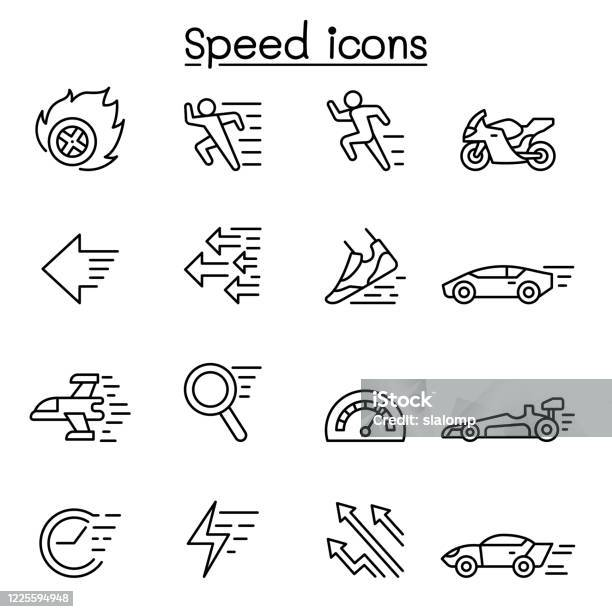 Speed icons
iStock
Credit: slalomp
1225594948